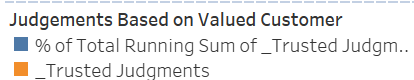 Judgements Based on Valued Customer
% of Total Running Sum of _Trusted Judgm..
_Trusted Judgments